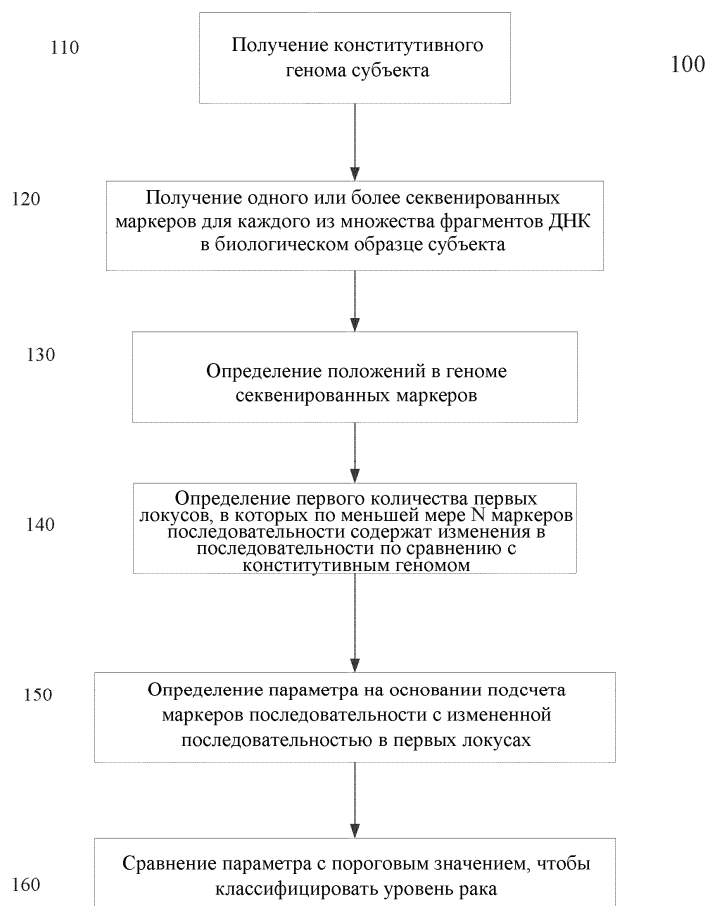 110
Получение конститутивного
генома субъекта
100
120
Получение одного или более секвенированных
маркеров для каждого из множества фрагментов ДНК
в биологическом образце субъекта
130
Определение положений в геноме
секвенированных маркеров
140
Определение первого количества первых
локусов, в которых по меньшей мере N маркеров
последовательности содержат изменения в
последовательности по сравнению с
конститутивным геномом
150
Определение параметра на основании подсчета
маркеров последовательности с измененной
последовательностью в первых локусах
160
Сравнение параметра с пороговым значением, чтобы
классифицировать уровень рака